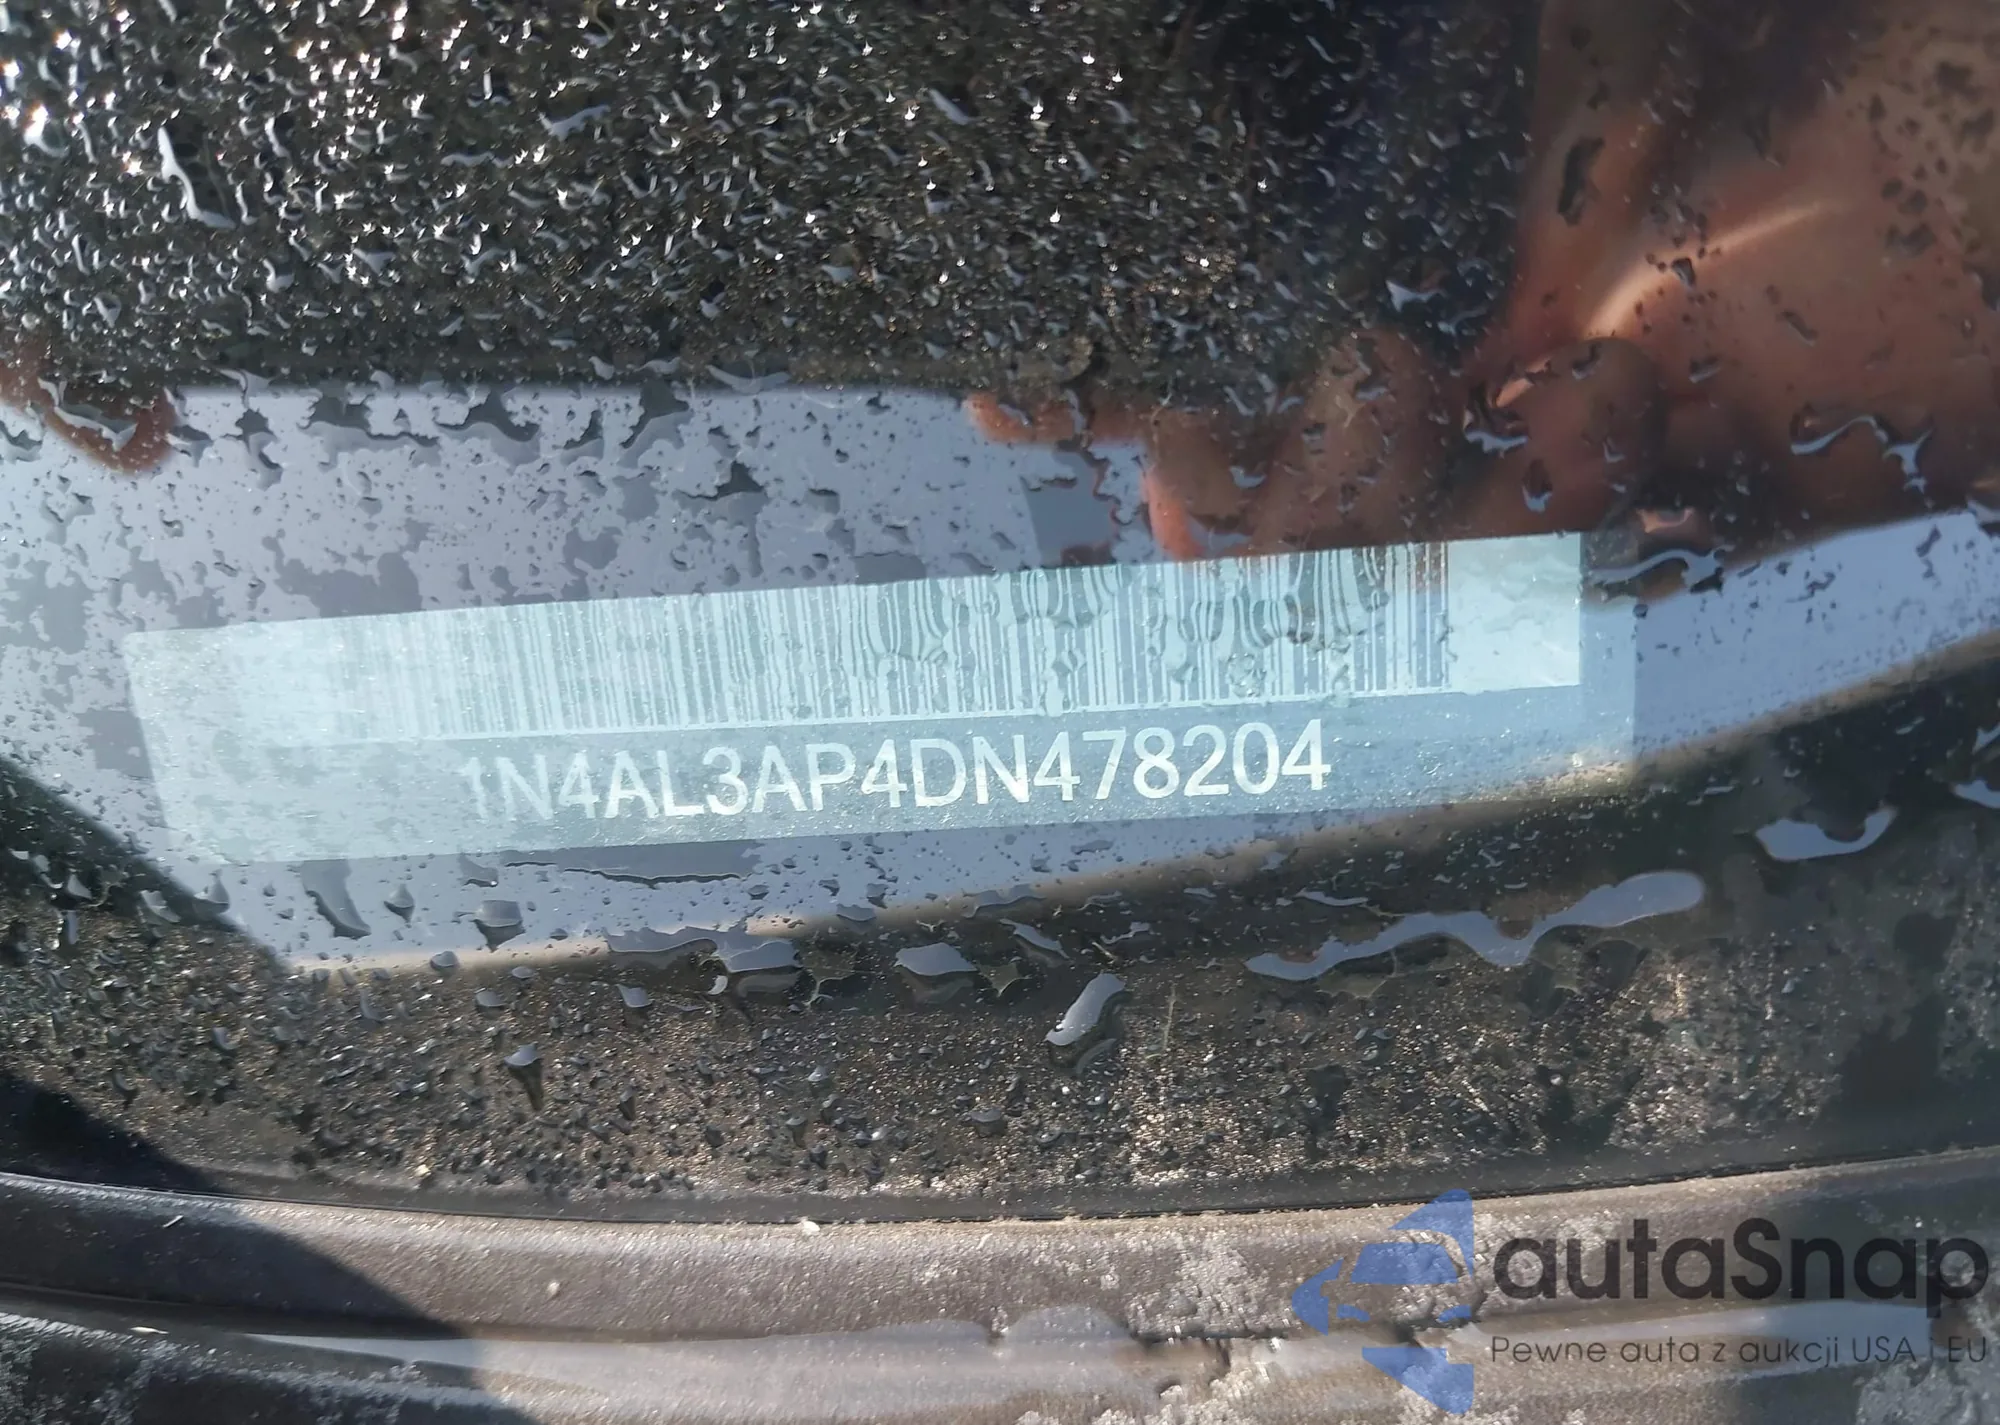 1N4AL3AP4DN478204
autaSnap
Pewne auta z aukcji USA i EU